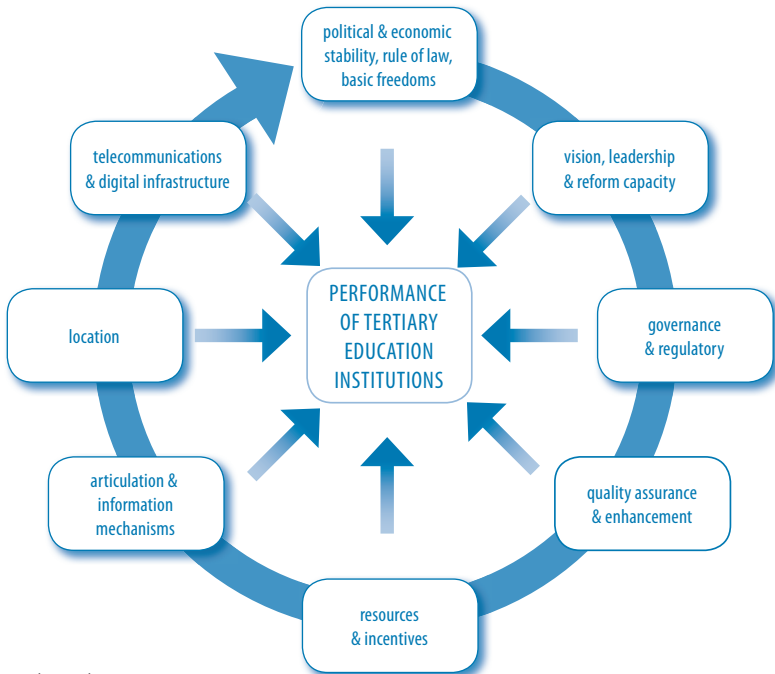 political & economic
stability, rule of law,
basic freedoms
telecommunications
& digital infrastructure
vision, leadership
& reform capacity
PERFORMANCE
OF TERTIARY
EDUCATION
INSTITUTIONS
location
governance
& regulatory
articulation &
information
mechanisms
quality assurance
& enhancement
resources
& incentives